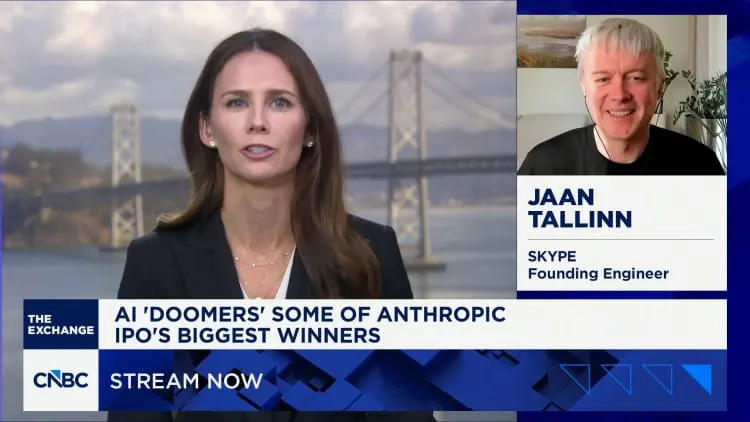 JAAN
TALLINN
SKYPE
Founding Engineer
THE
EXCHANGE
AI 'DOOMERS' SOME OF ANTHROPIC
IPO'S BIGGEST WINNERS
CNBC
STREAM NOW